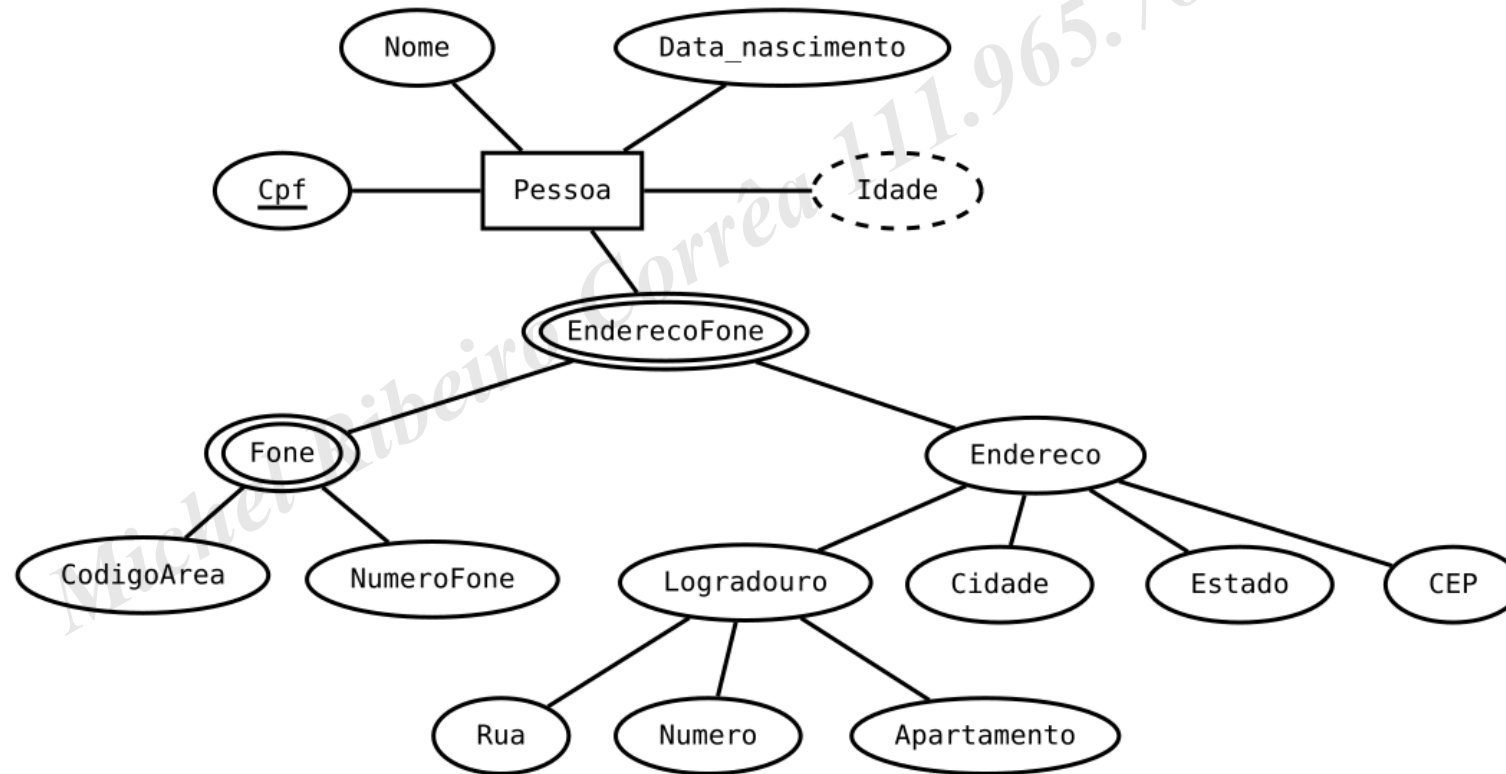 Nome
Data_nascimento
Cpf
Pessoa
Idade
EnderecoFone
Fone
Endereco
CodigoArea
NumeroFone
Logradouro
Cidade
Estado
CEP
Rua
Numero
Apartamento
Michel Ribeiro Corrêa 111.965.